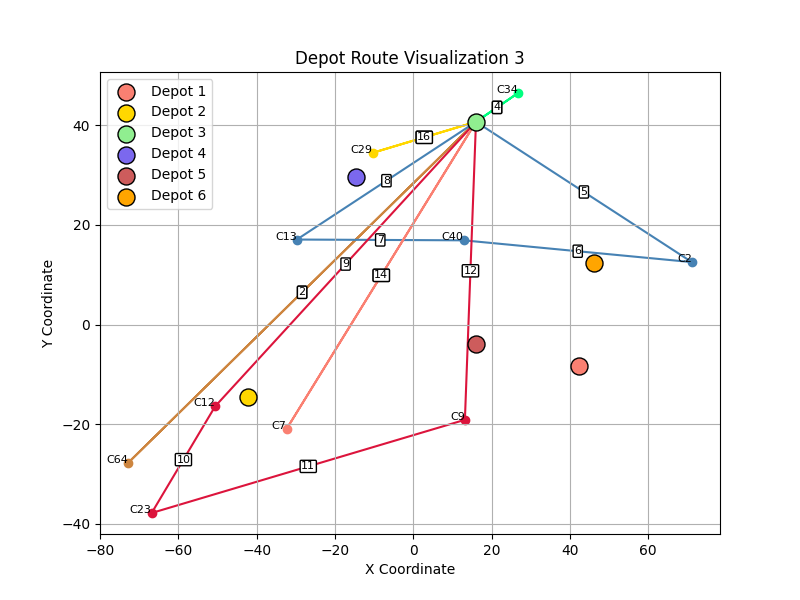 Depot Route Visualization 3
Depot 1
Depot 2
Depot 3
Depot 4
Depot 5
Depot 6
C34
4
16
C29
8
5
C13
7
C40
6
C2
9
14
12
2
C12
C7
C9
C64
10
11
C23
40
20
0
−20
−40
Y Coordinate
−80
−60
−40
−20
0
20
40
60
X Coordinate